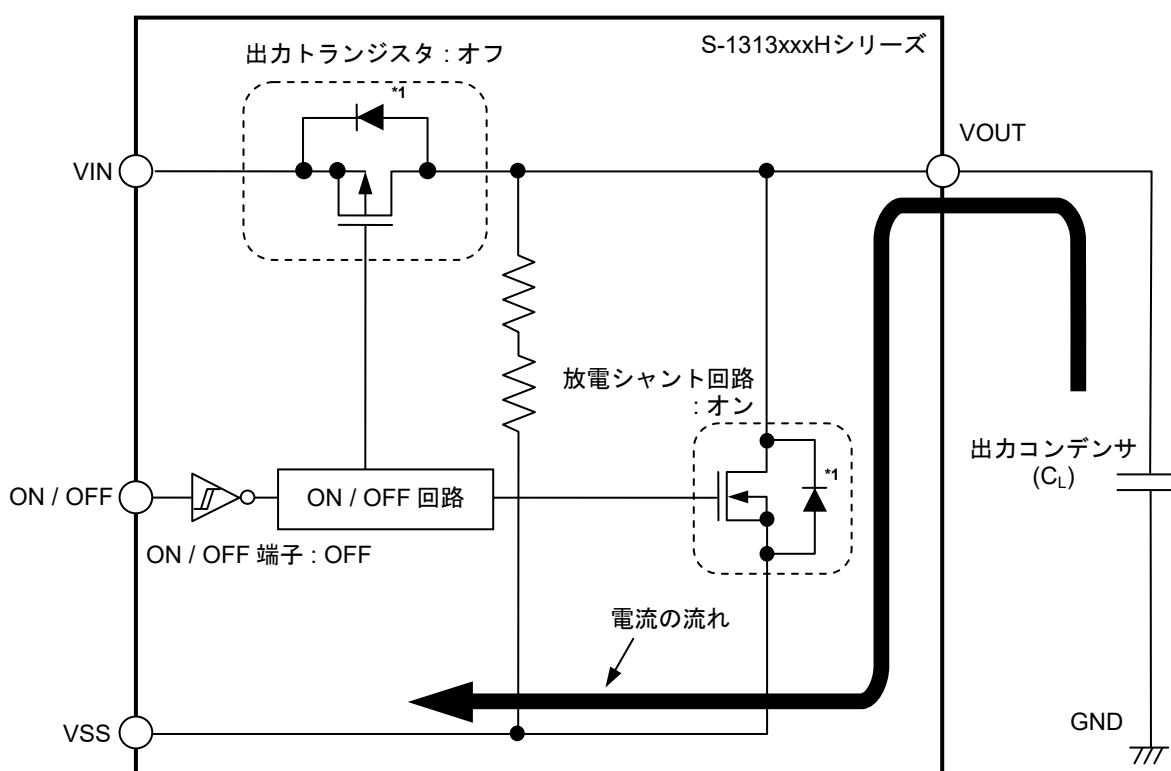 S-1313xxxHシリーズ
出力トランジスタ : オフ
*1
VOUT
VIN
放電シャント回路
: オン
*1
出力コンデンサ
(CL)
ON / OFF
ON / OFF 回路
ON / OFF 端子 : OFF
電流の流れ
GND
VSS